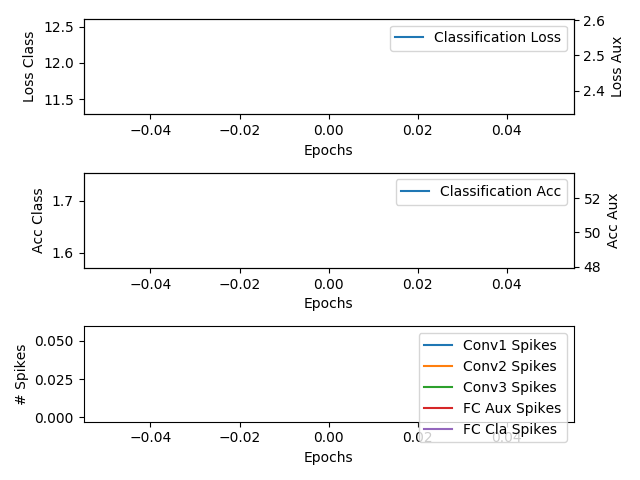 12.5
12.0
11.5
Loss Class
Classification Loss
2.6
2.5
2.4
Loss Aux
−0.04 −0.02 0.00 0.02 0.04
Epochs
1.7
1.6
Acc Class
Classification Acc
52
50
48
Acc Aux
−0.04 −0.02 0.00 0.02 0.04
Epochs
0.050
0.025
0.000
# Spikes
Conv1 Spikes
Conv2 Spikes
Conv3 Spikes
FC Aux Spikes
FC Cla Spikes
−0.04 −0.02 0.00 0.02 0.04
Epochs